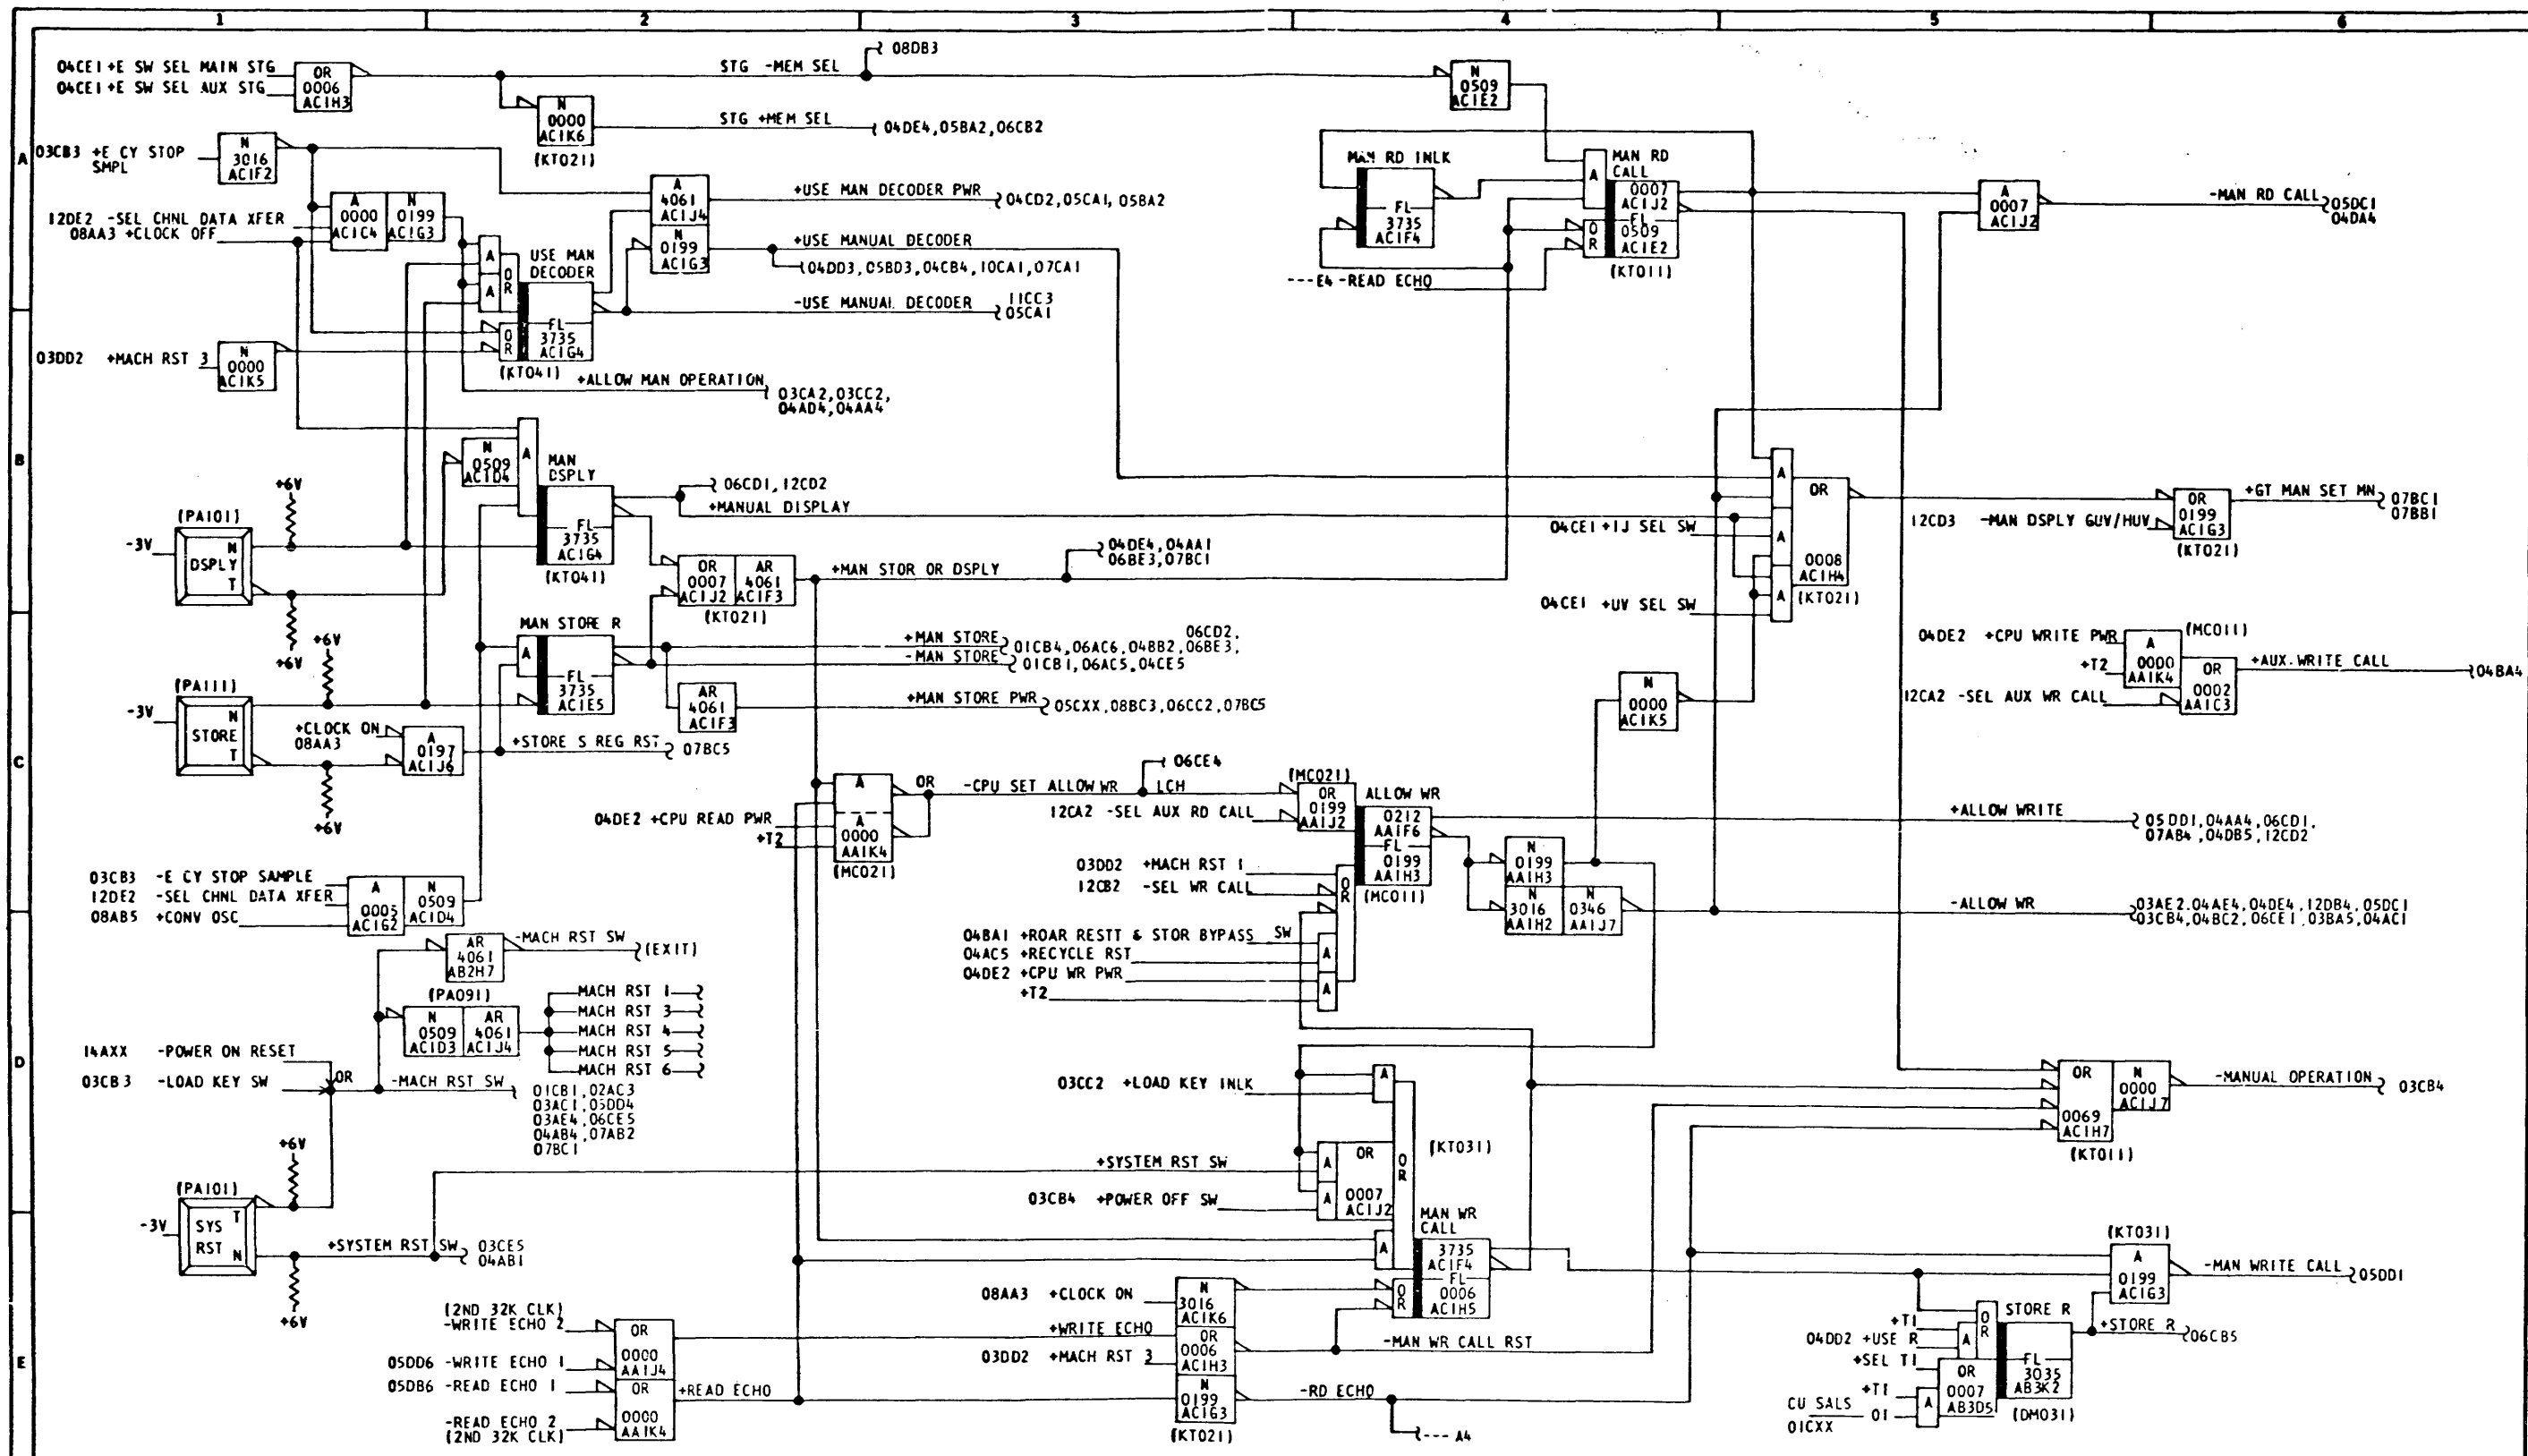 1 2 3 4 5 6
A
B
C
D
E
04CE1 +E SW SEL MAIN STG
04CE1 +E SW SEL AUX STG
OR
0006
AC1H3
STG -MEM SEL
08DB3
N
0000
AC1K6
(KT021)
STG +MEM SEL
04DE4,05BA2,06CB2
N
0509
AC1E2
03CB3 +E CY STOP
SMPL
N
3016
AC1F2
12DE2 -SEL CHNL DATA XFER
08AA3 +CLOCK OFF
A
0000
AC1C4
N
0199
AC1G3
A
A
OR
USE MAN
DECODER
FL
3735
AC1G4
OR
(KT041)
A
4061
AC1J4
N
0199
AC1G3
+USE MAN DECODER PWR
04CD2,05CA1,05BA2
+USE MANUAL DECODER
04DD3,05BD3,04CB4,10CA1,07CA1
-USE MANUAL DECODER
11CC3
05CA1
03DD2 +MACH RST 3
N
0000
AC1K5
+ALLOW MAN OPERATION
03CA2,03CC2,
04AD4,04AA4
MAN RD INLK
FL
3735
AC1F4
MAN RD
CALL
A
0007
AC1J2
FL
0509
AC1E2
OR
(KT011)
---E4 -READ ECHO
A
0007
AC1J2
-MAN RD CALL
05DC1
04DA4
N
0509
AC1D4
A
MAN
DSPLY
FL
3735
AC1G4
(KT041)
06CD1,12CD2
+MANUAL DISPLAY
+6V
(PA101)
-3V
N
DSPLY
T
+6V
OR
0007
AC1J2
AR
4061
AC1F3
(KT021)
+MAN STOR OR DSPLY
04DE4,04AA1
06BE3,07BC1
04CE1 +IJ SEL SW
04CE1 +UV SEL SW
A
A
A
OR
0008
AC1H4
(KT021)
12CD3 -MAN DSPLY GUV/HUV
OR
0199
AC1G3
(KT021)
+GT MAN SET MN
07BC1
07BB1
MAN STORE R
A
FL
3735
AC1E5
+MAN STORE
01CB4,06AC6,04BB2,06BE3,
06CD2,
-MAN STORE
01CB1,06AC5,04CE5
AR
4061
AC1F3
+MAN STORE PWR
05CXX,08BC3,06CC2,07BC5
+6V
(PA111)
-3V
N
STORE
T
+6V
+CLOCK ON
08AA3
A
0197
AC1J6
+STORE S REG RST
07BC5
N
0000
AC1K5
04DE2 +CPU WRITE PWR
+T2
12CA2 -SEL AUX WR CALL
A
0000
AA1K4
(MC011)
OR
0002
AA1C3
+AUX WRITE CALL
04BA4
A
A
0000
AA1K4
OR
(MC021)
04DE2 +CPU READ PWR
+T2
-CPU SET ALLOW WR LCH
06CE4
12CA2 -SEL AUX RD CALL
(MC021)
OR
0199
AA1J2
ALLOW WR
0212
AA1F6
FL
0199
AA1H3
(MC011)
OR
+ALLOW WRITE
05DD1,04AA4,06CD1,
07AB4,04DB5,12CD2
03DD2 +MACH RST 1
12CB2 -SEL WR CALL
04BA1 +ROAR RESTT & STOR BYPASS SW
04AC5 +RECYCLE RST
04DE2 +CPU WR PWR
+T2
A
A
N
0199
AA1H3
N
3016
AA1H2
N
0346
AA1J7
-ALLOW WR
03AE2,04AE4,04DE4,12DB4,05DC1
03CB4,04BC2,06CE1,03BA5,04AC1
03CB3 -E CY STOP SAMPLE
12DE2 -SEL CHNL DATA XFER
08AB5 +CONV OSC
A
0005
AC1G2
N
0509
AC1D4
AR
4061
AB2H7
-MACH RST SW
(EXIT)
(PA091)
N
0509
AC1D3
AR
4061
AC1J4
MACH RST 1
MACH RST 3
MACH RST 4
MACH RST 5
MACH RST 6
14AXX -POWER ON RESET
03CB3 -LOAD KEY SW
OR
-MACH RST SW
01CB1,02AC3
03AC1,05DD4
03AE4,06CE5
04AB4,07AB2
07BC1
+6V
(PA101)
-3V
SYS
RST
T
N
+6V
+SYSTEM RST SW
03CE5
04AB1
03CC2 +LOAD KEY INLK
A
+SYSTEM RST SW
03CB4 +POWER OFF SW
A
A
OR
0007
AC1J2
OR
(KT031)
A
MAN WR
CALL
3735
AC1F4
FL
0006
AC1H5
OR
OR
0069
AC1H7
N
0000
AC1J7
(KT011)
-MANUAL OPERATION
03CB4
08AA3 +CLOCK ON
N
3016
AC1K6
+WRITE ECHO
03DD2 +MACH RST 3
OR
0006
AC1H3
-MAN WR CALL RST
N
0199
AC1G3
(KT021)
-RD ECHO
--- A4
(2ND 32K CLK)
-WRITE ECHO 2
05DD6 -WRITE ECHO 1
05DB6 -READ ECHO 1
-READ ECHO 2
(2ND 32K CLK)
OR
0000
AA1J4
OR
0000
AA1K4
+READ ECHO
(KT031)
A
0199
AC1G3
-MAN WRITE CALL
05DD1
+T1
04DD2 +USE R
+SEL T1
+T1
CU SALS 01
01CXX
A
OR
STORE R
OR
0007
AB3D5
A
FL
3035
AB3K2
(DM031)
+STORE R
06CB5